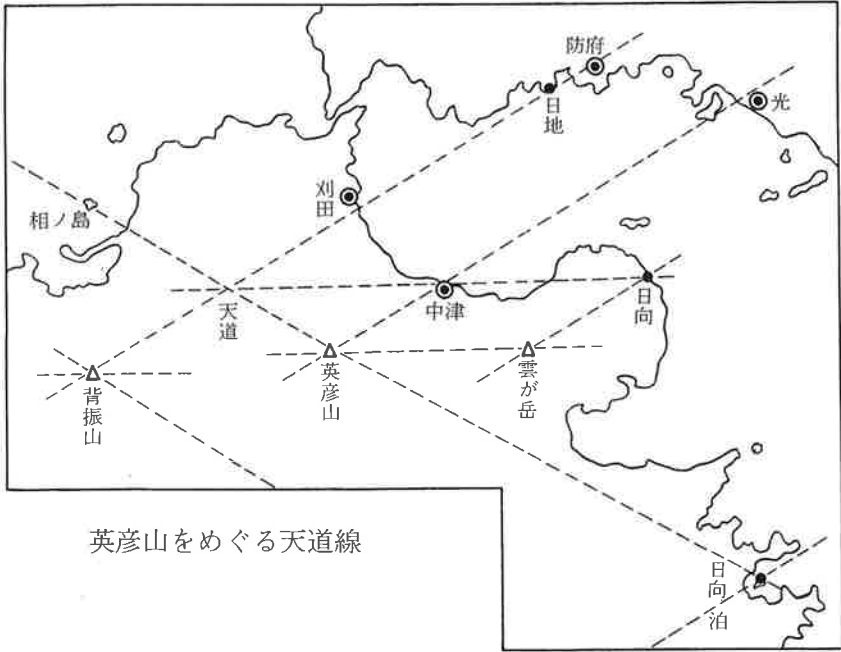 防府
光
日地
刈田
相ノ島
天道
中津
日向
英彦山
雲が岳
背振山
英彦山をめぐる天道線
日向泊